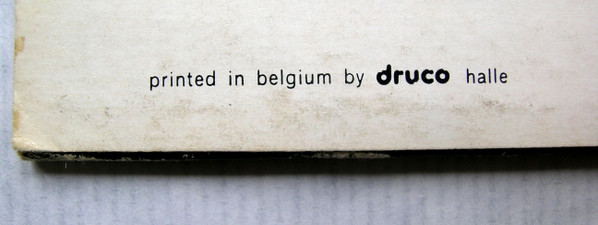 printed in belgium by druco halle